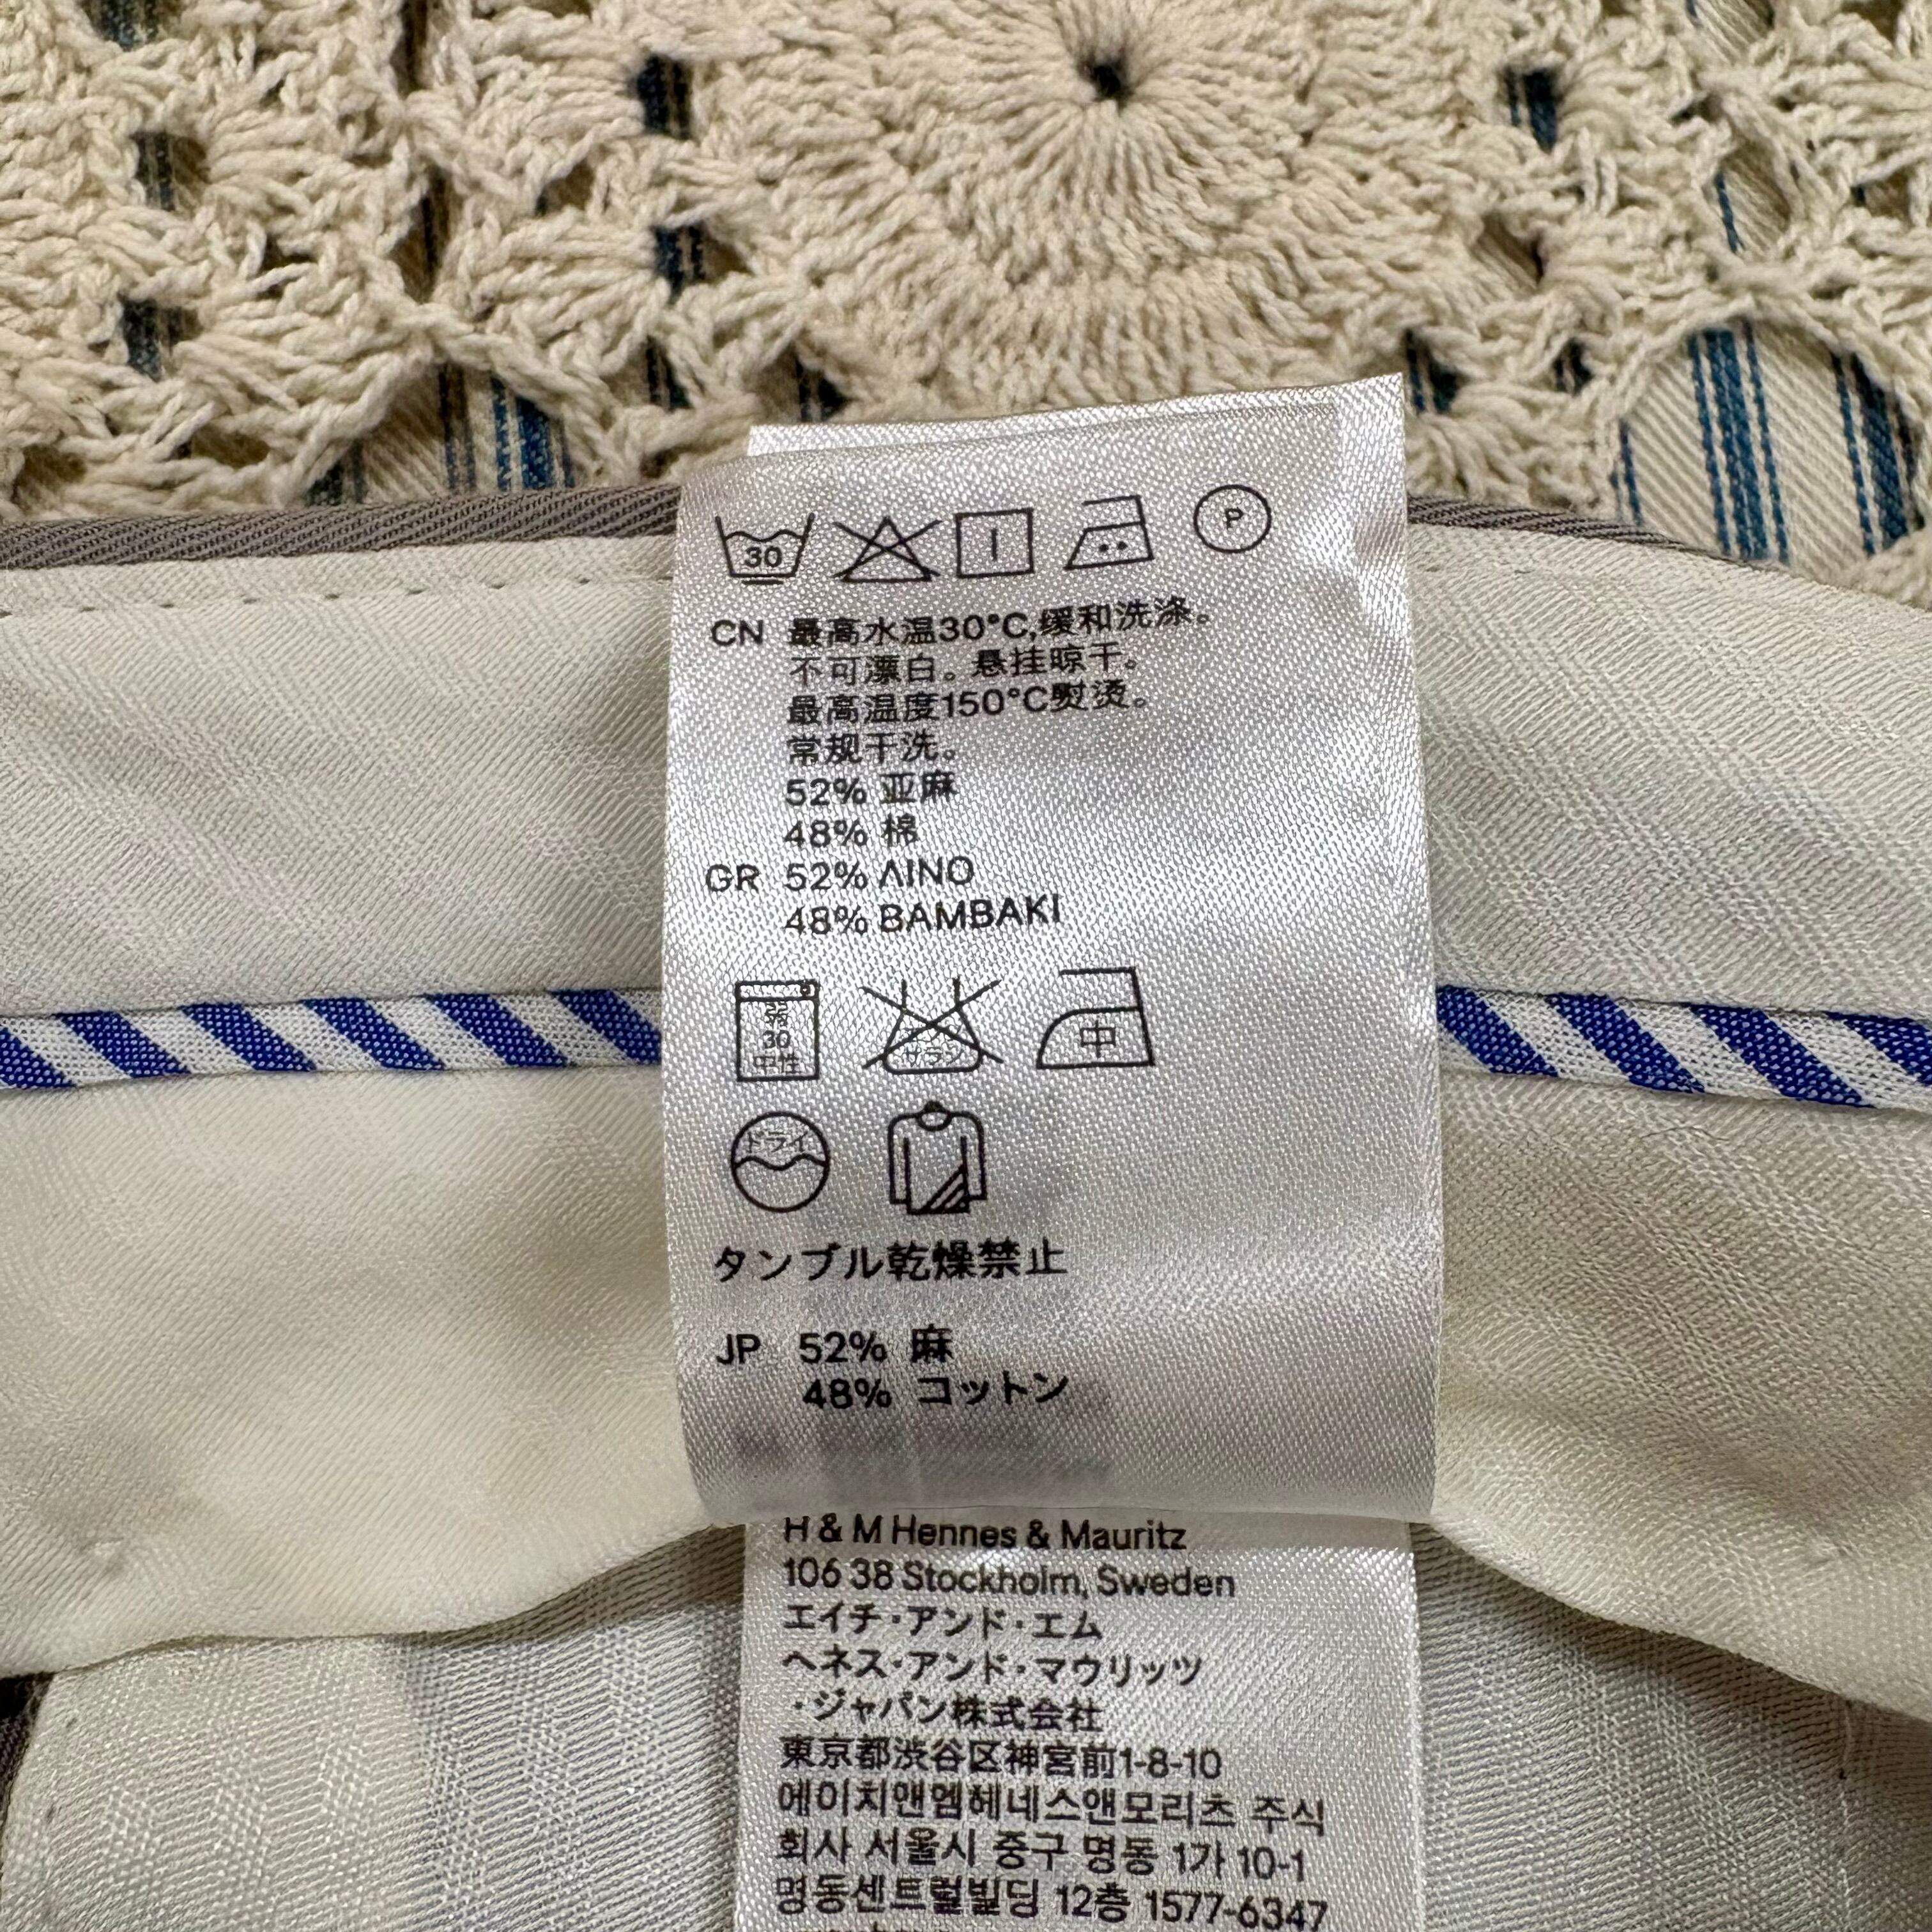 30
P
CN 最高水温30°C,缓和洗涤。
不可漂白。悬挂晾干。
最高温度150°C熨烫。
常规干洗。
52% 亚麻
48% 棉
GR 52% ΛINO
48% BAMBAKI
弱
30
中性
サラシ
中
ドライ
タンブル乾燥禁止
JP 52% 麻
48% コットン
H & M Hennes & Mauritz
106 38 Stockholm, Sweden
エイチ・アンド・エム
ヘネス・アンド・マウリッツ
・ジャパン株式会社
東京都渋谷区神宮前1-8-10
에이치앤엠헤네스앤모리츠 주식
회사 서울시 중구 명동 1가 10-1
명동센트럴빌딩 12층 1577-6347